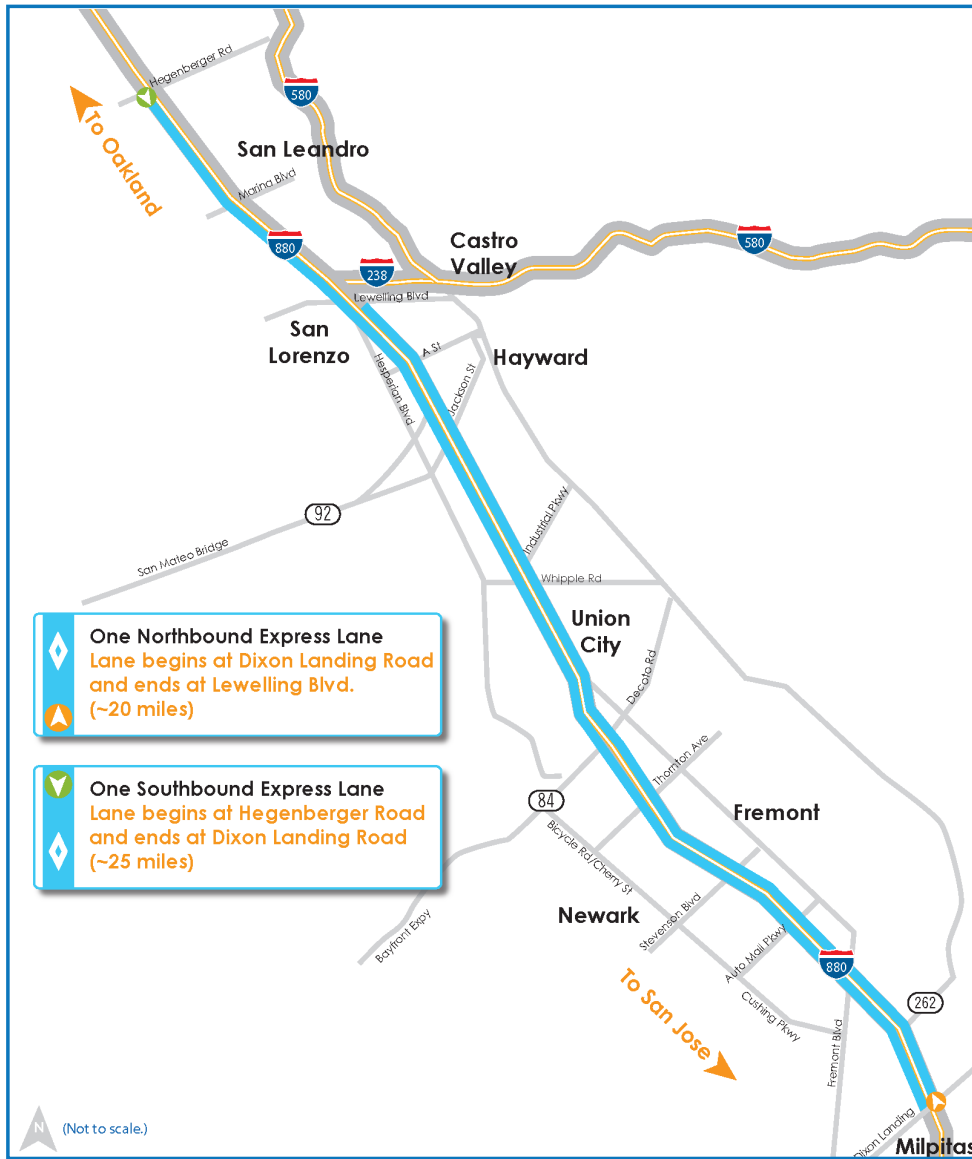 Hegenberger Rd
580
To Oakland
San Leandro
Marina Blvd
880
Castro
Valley
580
238
Lewelling Blvd
San
Lorenzo
A St
Hayward
Hesperian Blvd
Jackson St
92
San Mateo Bridge
Industrial Pkwy
Whipple Rd
Union
City
Decoto Rd
One Northbound Express Lane
Lane begins at Dixon Landing Road
and ends at Lewelling Blvd.
(~20 miles)
One Southbound Express Lane
Lane begins at Hegenberger Road
and ends at Dixon Landing Road
(~25 miles)
Thornton Ave
84
Fremont
Bicycle Rd/Cherry St
Newark
Stevenson Blvd
Bayfront Expy
Auto Mall Pkwy
880
To San Jose
Cushing Pkwy
262
Fremont Blvd
Dixon Landing
Milpitas
N
(Not to scale.)